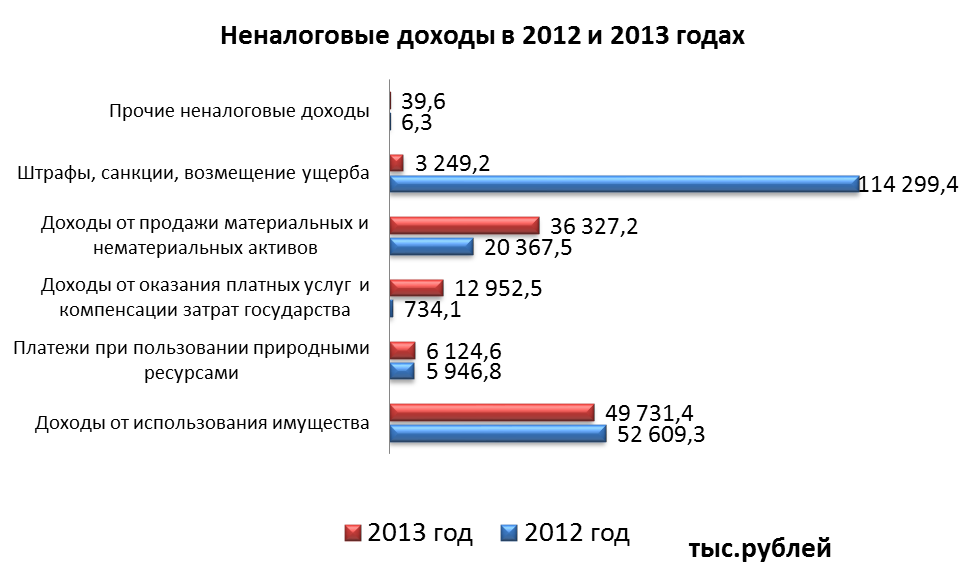 Неналоговые доходы в 2012 и 2013 годах
Прочие неналоговые доходы
39,6
6,3
Штрафы, санкции, возмещение ущерба
3 249,2
114 299,4
Доходы от продажи материальных и
нематериальных активов
36 327,2
20 367,5
Доходы от оказания платных услуг и
компенсации затрат государства
12 952,5
734,1
Платежи при пользовании природными
ресурсами
6 124,6
5 946,8
Доходы от использования имущества
49 731,4
52 609,3
2013 год
2012 год
тыс.рублей